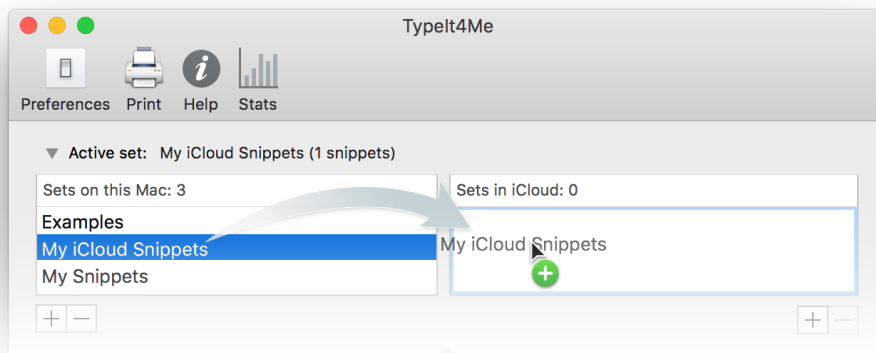 TypeIt4Me
Preferences Print Help Stats
Active set: My iCloud Snippets (1 snippets)
Sets on this Mac: 3
Sets in iCloud: 0
Examples
My iCloud Snippets
My iCloud Snippets
My Snippets